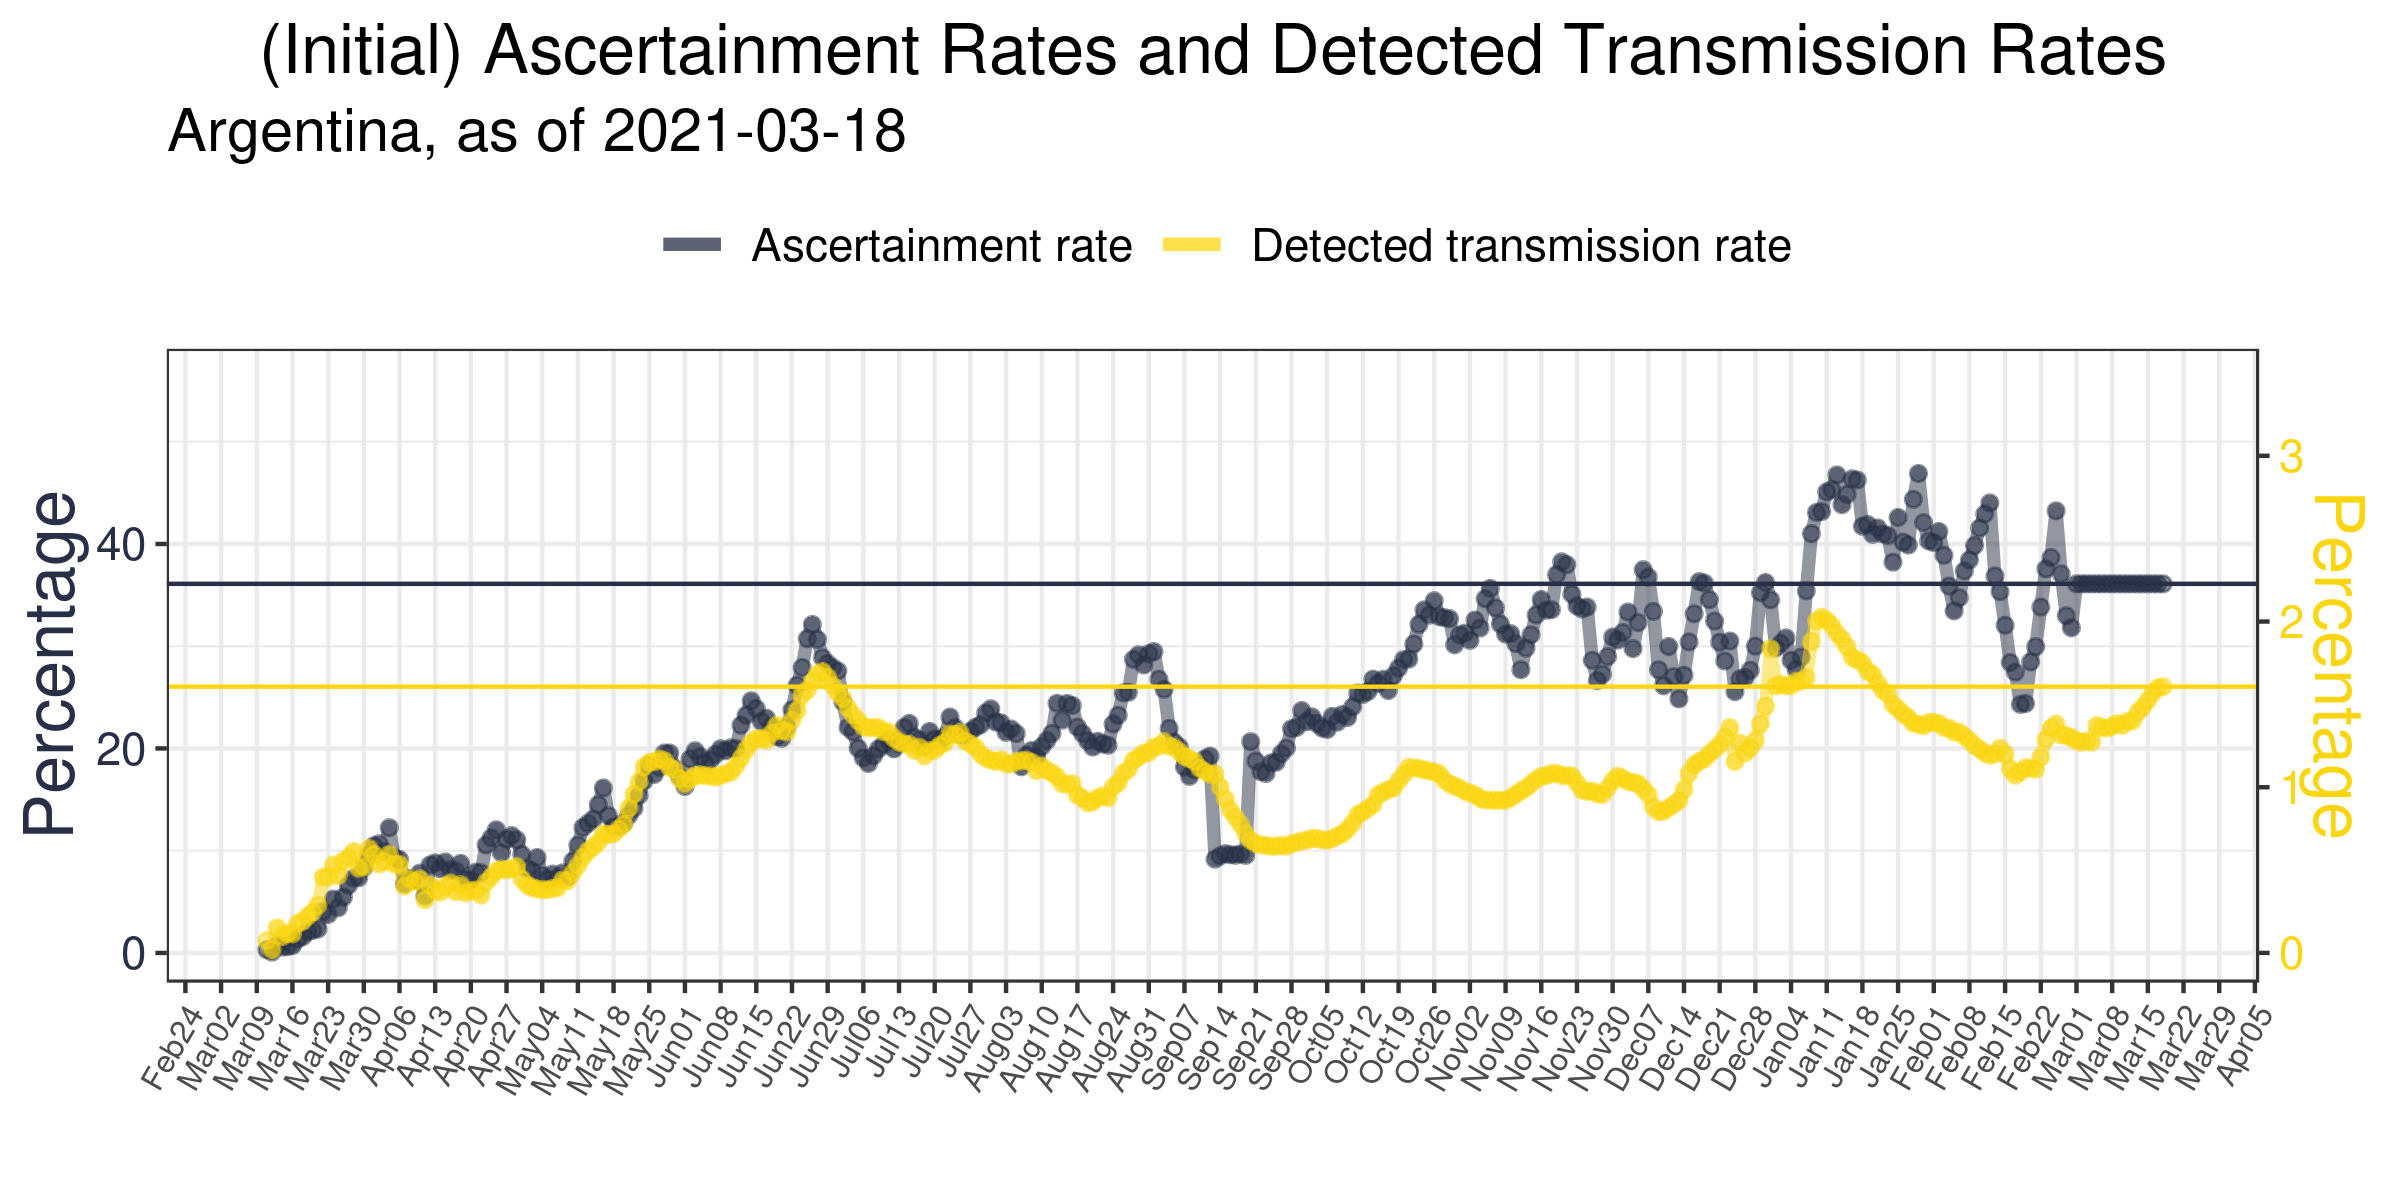 (Initial) Ascertainment Rates and Detected Transmission Rates
Argentina, as of 2021-03-18
Ascertainment rate
Detected transmission rate
Percentage
40
20
0
3
2
1
0
Percentage
Feb24
Mar02
Mar09
Mar16
Mar23
Mar30
Apr06
Apr13
Apr20
Apr27
May04
May11
May18
May25
Jun01
Jun08
Jun15
Jun22
Jun29
Jul06
Jul13
Jul20
Jul27
Aug03
Aug10
Aug17
Aug24
Aug31
Sep07
Sep14
Sep21
Sep28
Oct05
Oct12
Oct19
Oct26
Nov02
Nov09
Nov16
Nov23
Nov30
Dec07
Dec14
Dec21
Dec28
Jan04
Jan11
Jan18
Jan25
Feb01
Feb08
Feb15
Feb22
Mar01
Mar08
Mar15
Mar22
Mar29
Apr05